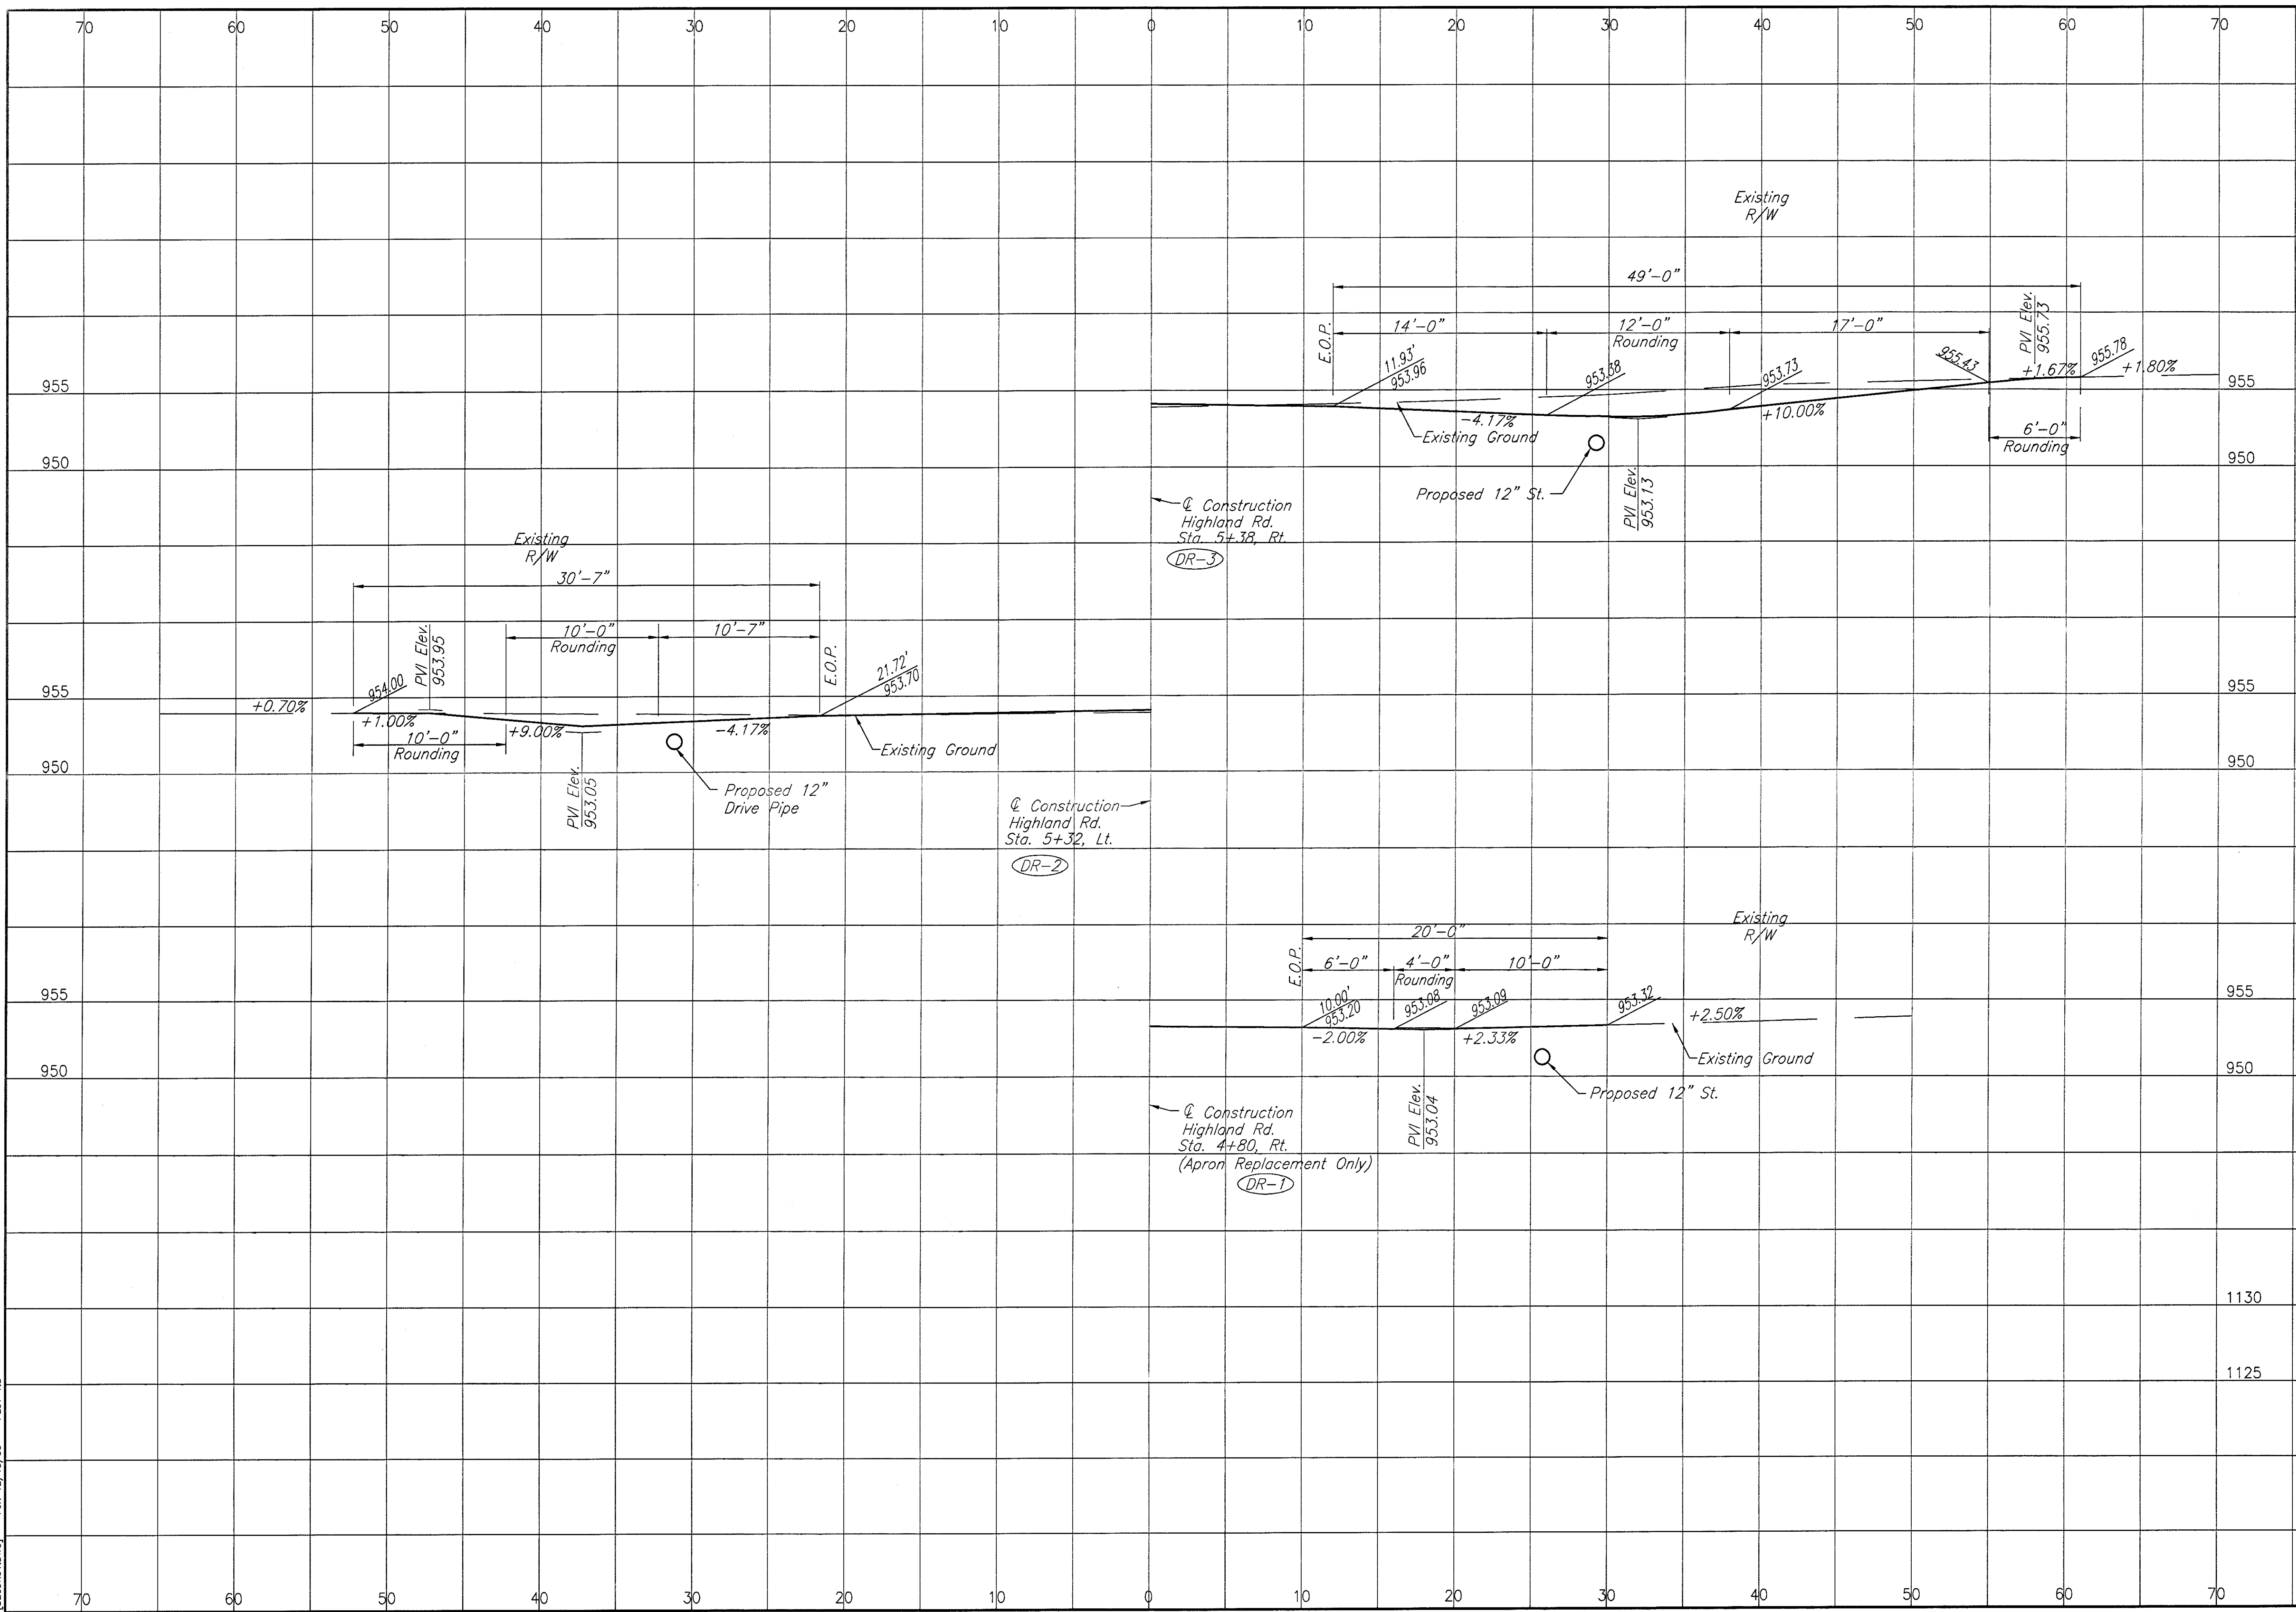 70 60 50 40 30 20 10 0 10 20 30 40 50 60 70
Existing
R/W
49'-0"
E.O.P.
14'-0"
12'-0"
Rounding
17'-0"
PVI Elev.
955.73
11.93'
953.96
953.38
953.73
955.43
955.78
+1.67%
+1.80%
955
955
-4.17%
+10.00%
Existing Ground
6'-0"
Rounding
950
950
Proposed 12" St.
PVI Elev.
953.13
℄ Construction
Highland Rd.
Sta. 5+38, Rt.
DR-3
Existing
R/W
30'-7"
PVI Elev.
953.95
10'-0"
Rounding
10'-7"
E.O.P.
21.72'
953.70
955
955
954.00
+0.70%
+1.00%
+9.00%
-4.17%
10'-0"
Rounding
Existing Ground
950
950
PVI Elev.
953.05
Proposed 12"
Drive Pipe
℄ Construction
Highland Rd.
Sta. 5+32, Lt.
DR-2
Existing
R/W
20'-0"
E.O.P.
6'-0"
4'-0"
Rounding
10'-0"
955
955
10.00'
953.20
953.08
953.09
953.32
+2.50%
-2.00%
+2.33%
Existing Ground
950
950
Proposed 12" St.
PVI Elev.
953.04
℄ Construction
Highland Rd.
Sta. 4+80, Rt.
(Apron Replacement Only)
DR-1
1130
1125
70 60 50 40 30 20 10 0 10 20 30 40 50 60 70